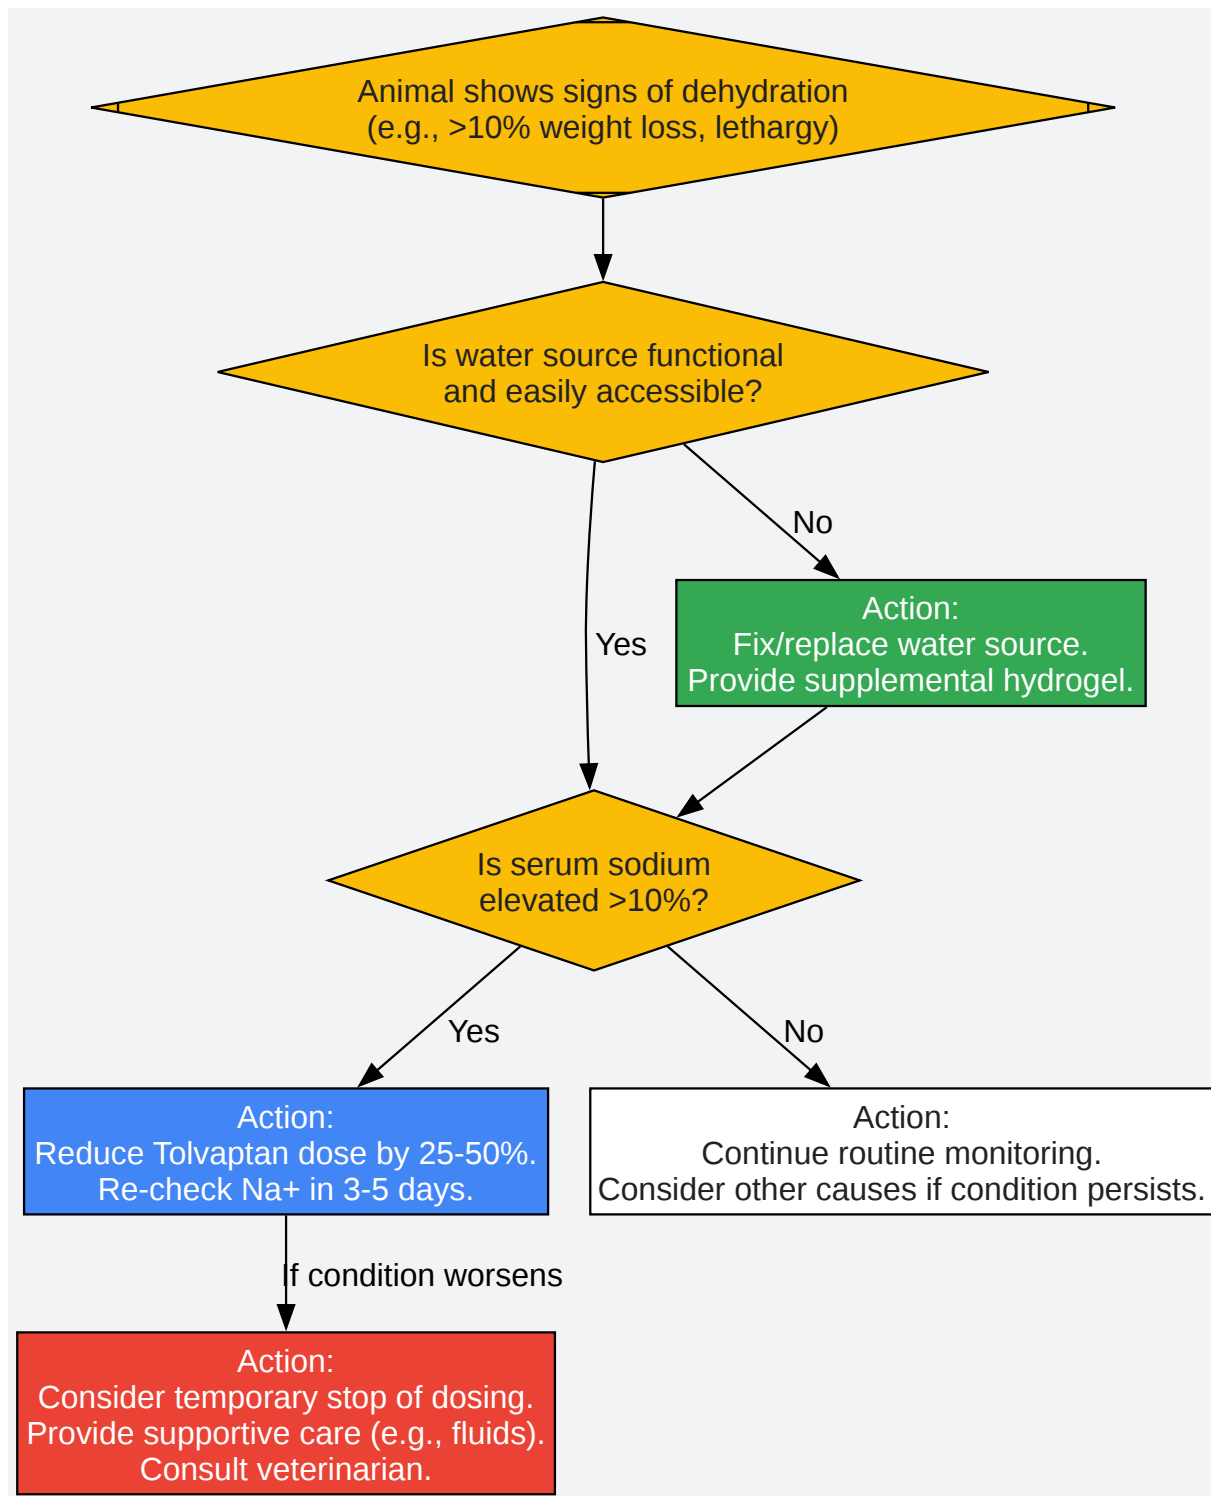 Animal shows signs of dehydration
(e.g., >10% weight loss, lethargy)
Is water source functional
and easily accessible?
No
Action:
Fix/replace water source.
Provide supplemental hydrogel.
Yes
Is serum sodium
elevated >10%?
Yes
No
Action:
Reduce Tolvaptan dose by 25-50%.
Re-check Na+ in 3-5 days.
Action:
Continue routine monitoring.
Consider other causes if condition persists.
If condition worsens
Action:
Consider temporary stop of dosing.
Provide supportive care (e.g., fluids).
Consult veterinarian.